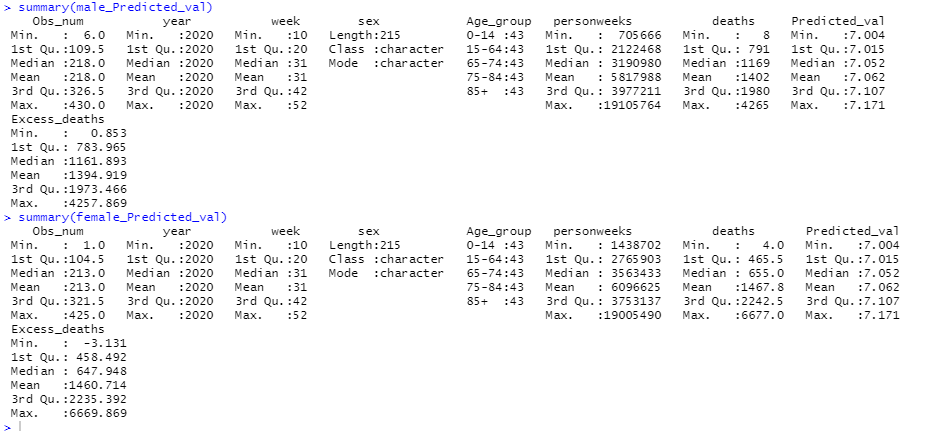 > summary(male_Predicted_val)
    Obs_num           year           week         sex             Age_group   personweeks           deaths      Predicted_val
 Min.   :  6.0   Min.   :2020   Min.   :10   Length:215         0-14 :43   Min.   :  705666   Min.   :   8   Min.   :7.004
 1st Qu.:109.5   1st Qu.:2020   1st Qu.:20   Class :character   15-64:43   1st Qu.: 2122468   1st Qu.: 791   1st Qu.:7.015
 Median :218.0   Median :2020   Median :31   Mode  :character   65-74:43   Median : 3190980   Median :1169   Median :7.052
 Mean   :218.0   Mean   :2020   Mean   :31                      75-84:43   Mean   : 5817988   Mean   :1402   Mean   :7.062
 3rd Qu.:326.5   3rd Qu.:2020   3rd Qu.:42                      85+  :43   3rd Qu.: 3977211   3rd Qu.:1980   3rd Qu.:7.107
 Max.   :430.0   Max.   :2020   Max.   :52                                 Max.   :19105764   Max.   :4265   Max.   :7.171
 Excess_deaths
 Min.   :   0.853
 1st Qu.: 783.965
 Median :1161.893
 Mean   :1394.919
 3rd Qu.:1973.466
 Max.   :4257.869
> summary(female_Predicted_val)
    Obs_num           year           week         sex             Age_group   personweeks           deaths        Predicted_val
 Min.   :  1.0   Min.   :2020   Min.   :10   Length:215         0-14 :43   Min.   : 1438702   Min.   :   4.0   Min.   :7.004
 1st Qu.:104.5   1st Qu.:2020   1st Qu.:20   Class :character   15-64:43   1st Qu.: 2765903   1st Qu.: 465.5   1st Qu.:7.015
 Median :213.0   Median :2020   Median :31   Mode  :character   65-74:43   Median : 3563433   Median : 655.0   Median :7.052
 Mean   :213.0   Mean   :2020   Mean   :31                      75-84:43   Mean   : 6096625   Mean   :1467.8   Mean   :7.062
 3rd Qu.:321.5   3rd Qu.:2020   3rd Qu.:42                      85+  :43   3rd Qu.: 3753137   3rd Qu.:2242.5   3rd Qu.:7.107
 Max.   :425.0   Max.   :2020   Max.   :52                                 Max.   :19005490   Max.   :6677.0   Max.   :7.171
 Excess_deaths
 Min.   :  -3.131
 1st Qu.: 458.492
 Median : 647.948
 Mean   :1460.714
 3rd Qu.:2235.392
 Max.   :6669.869
>